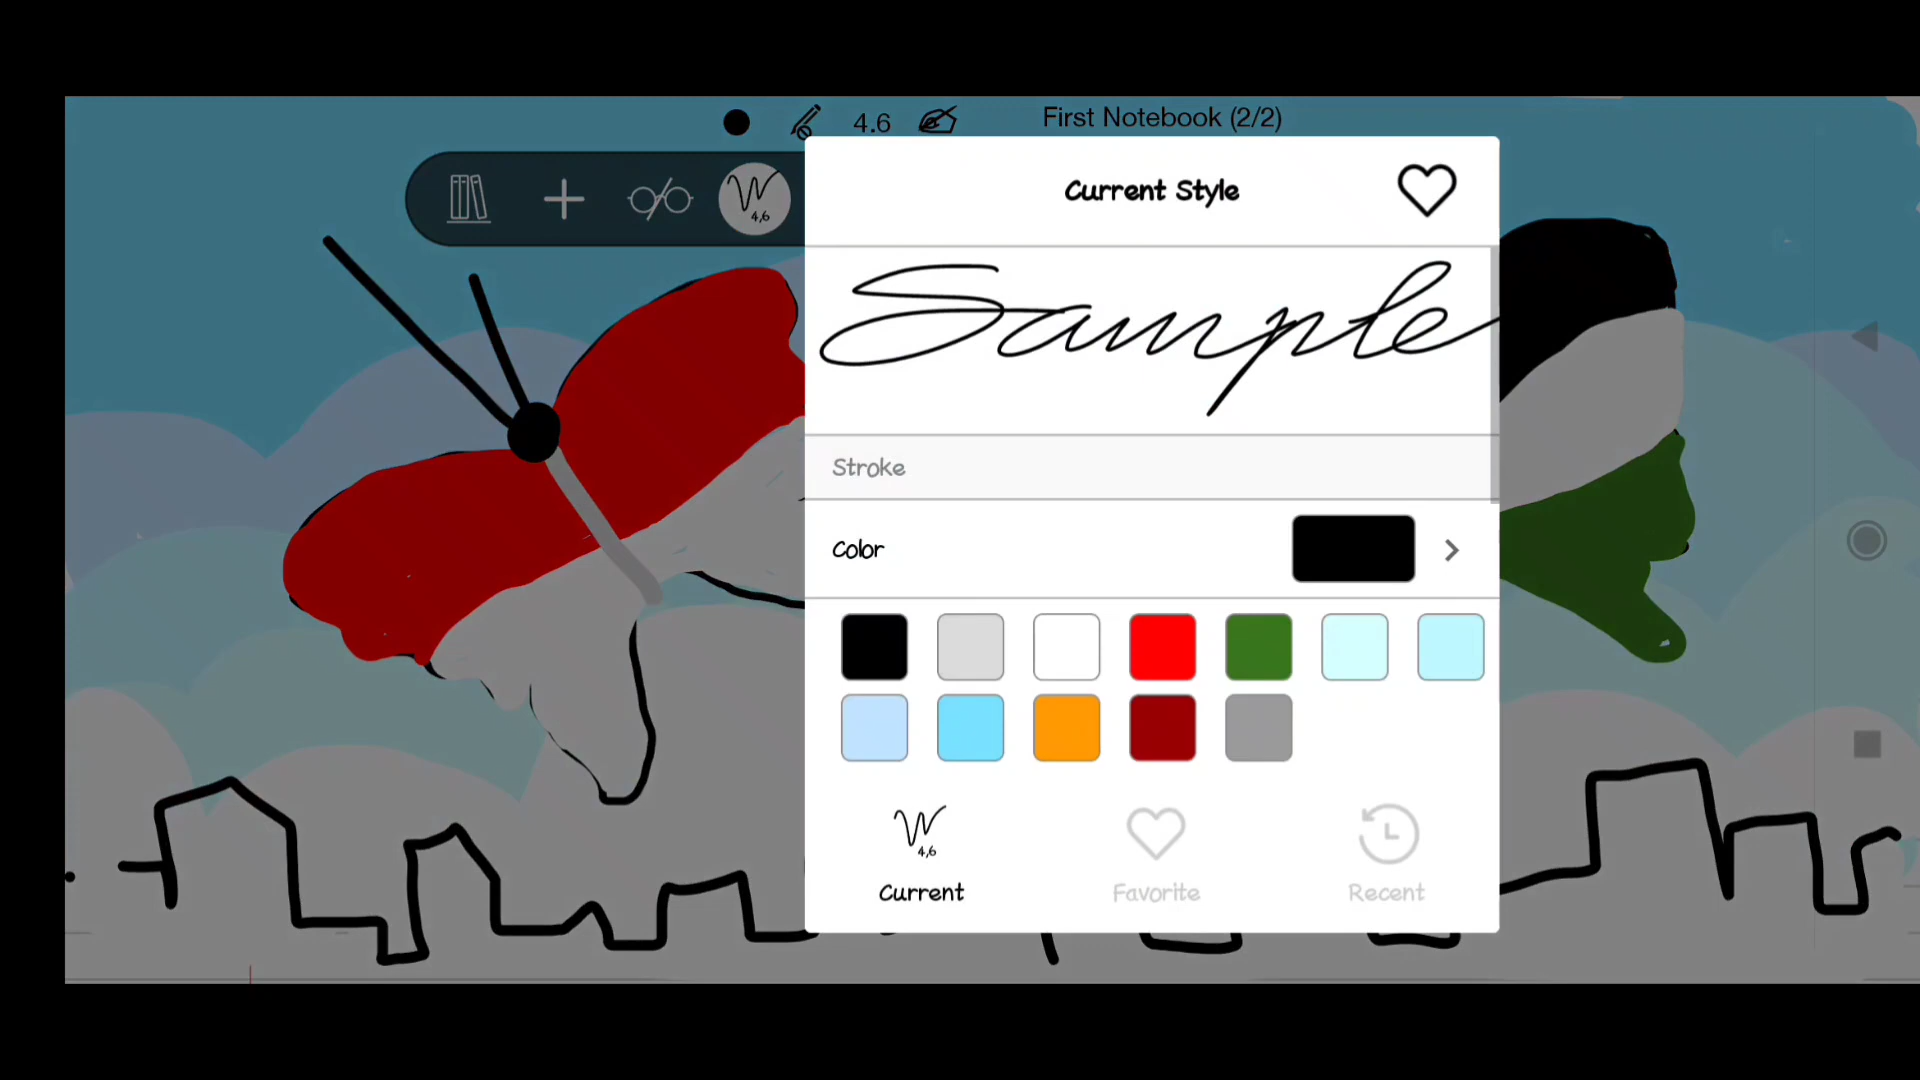 4.6 First Notebook (2/2)
4,6
Current Style
Sample
Stroke
Color
4,6
Current Favorite Recent